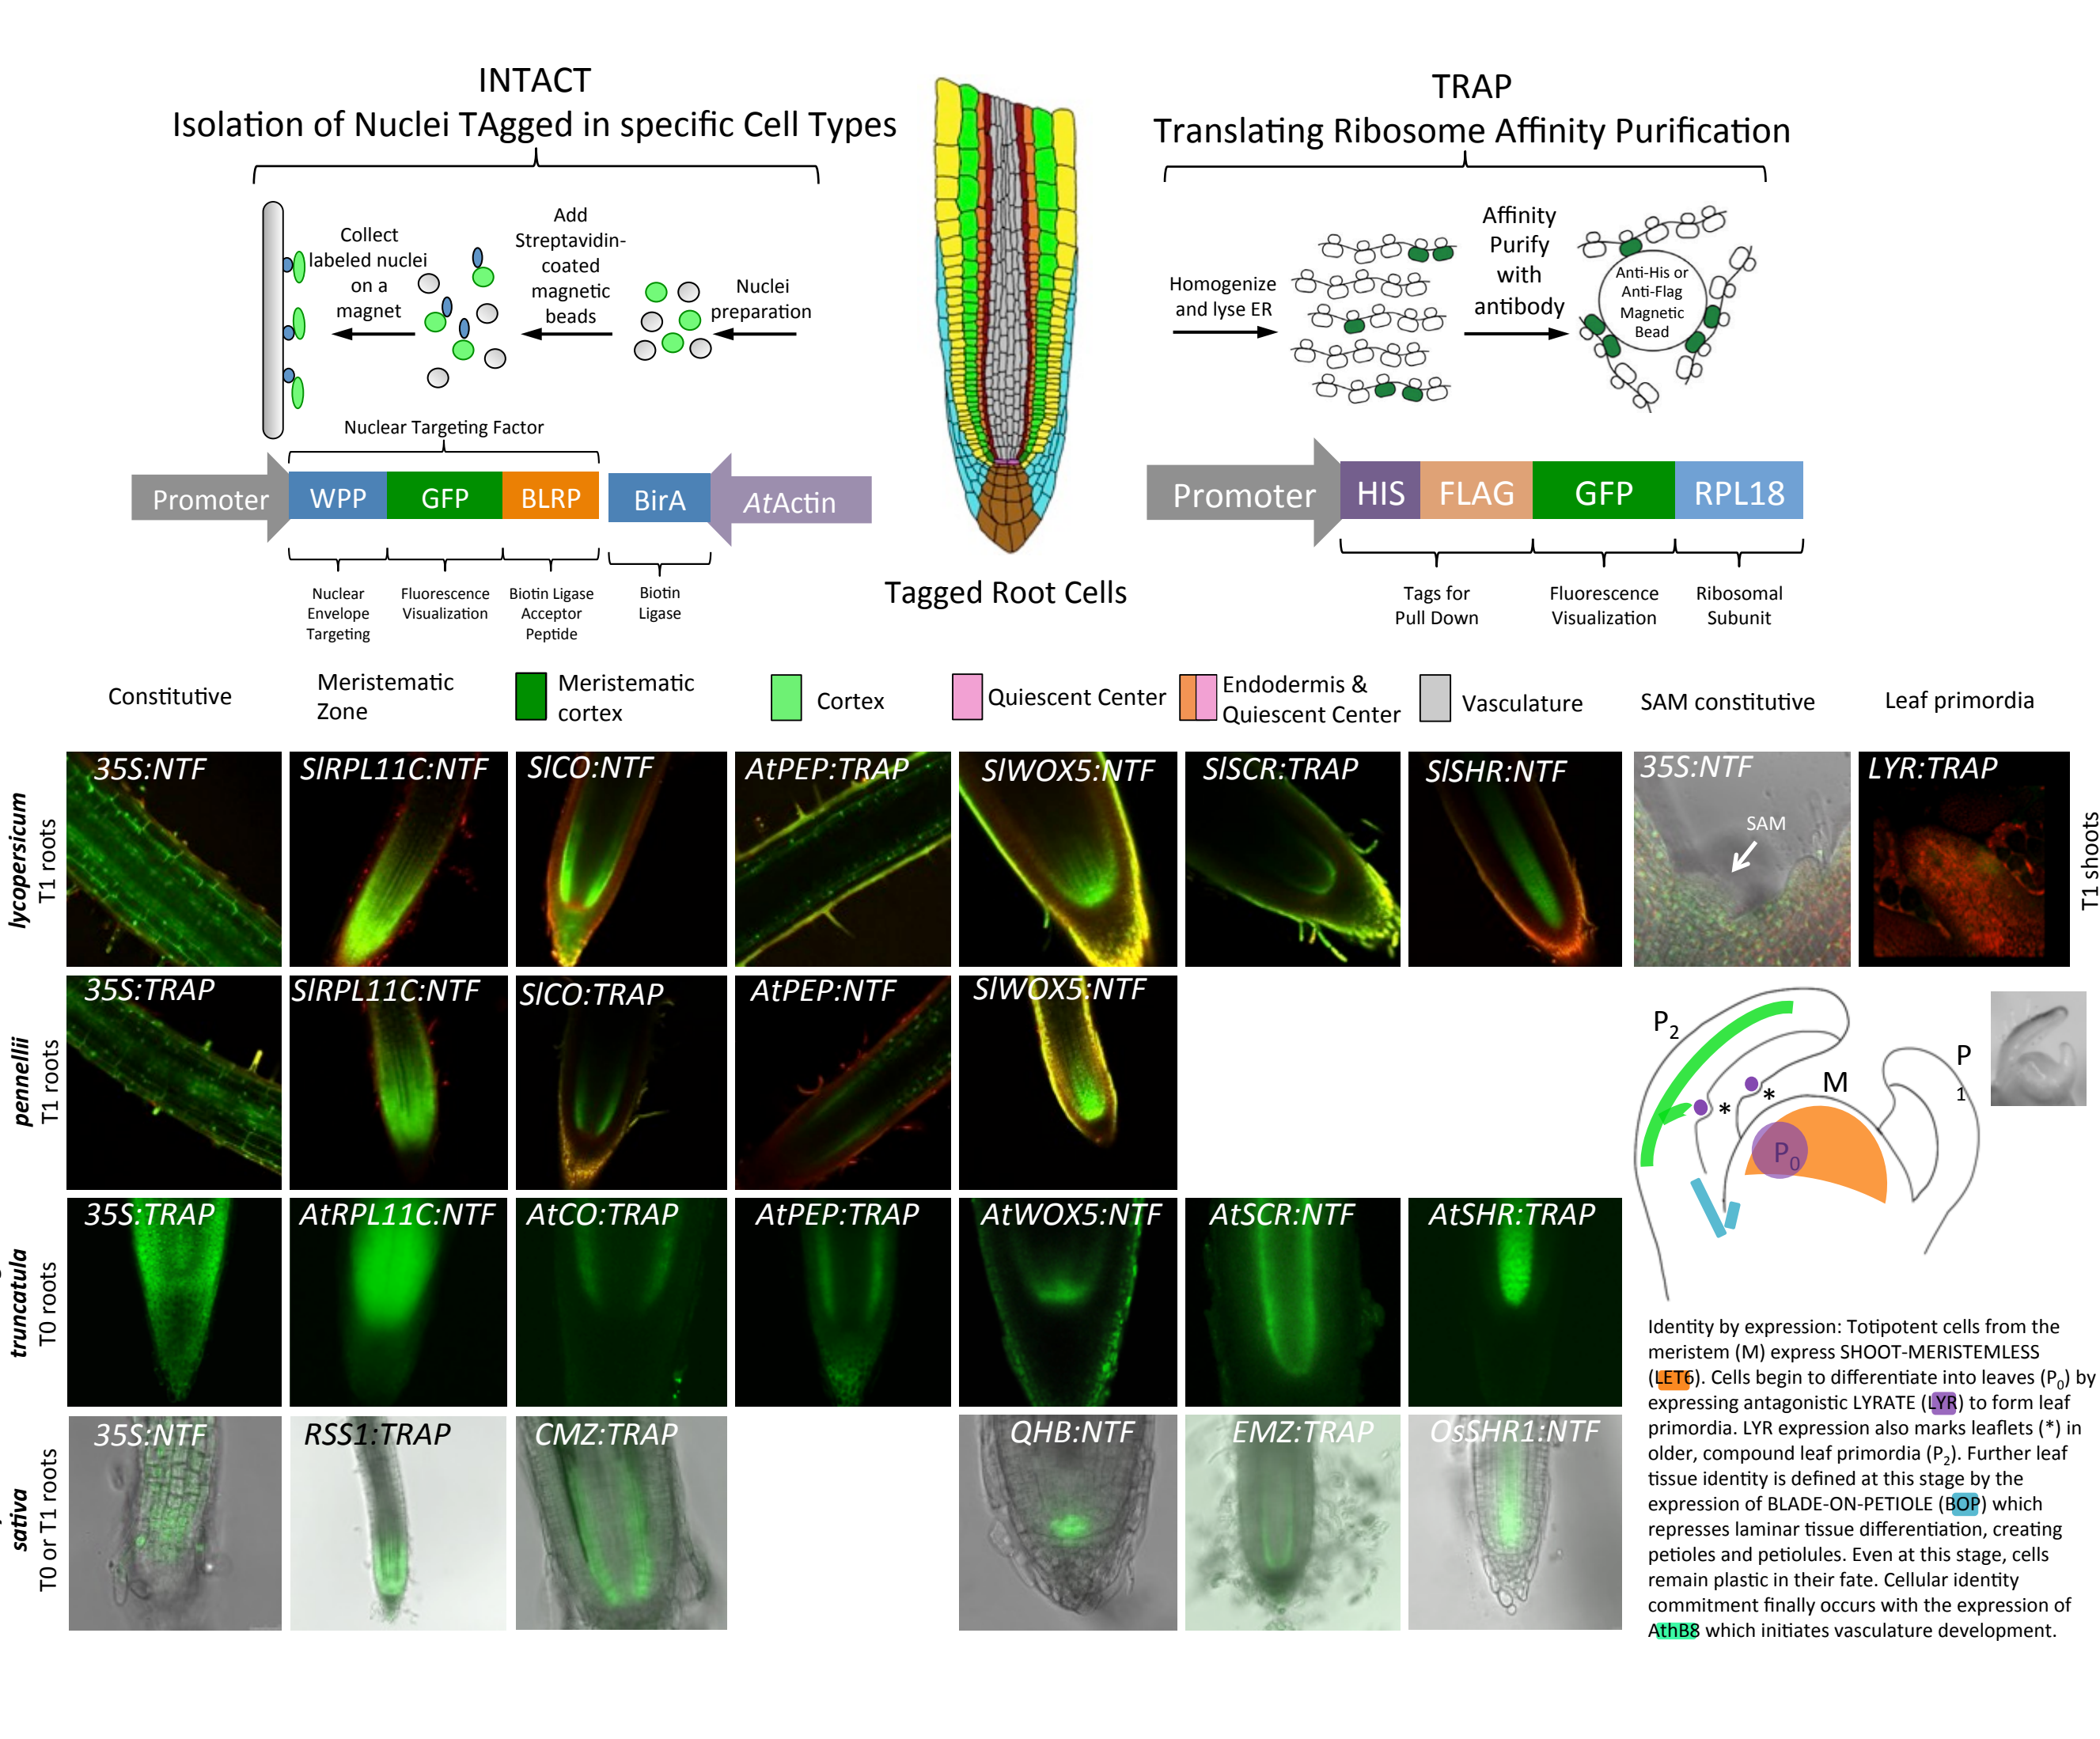 INTACT
Isolation of Nuclei TAgged in specific Cell Types
Collect
labeled nuclei
on a
magnet
Add
Streptavidin-
coated
magnetic
beads
Nuclei
preparation
Nuclear Targeting Factor
Promoter
WPP
GFP
BLRP
BirA
AtActin
Nuclear
Envelope
Targeting
Fluorescence
Visualization
Biotin Ligase
Acceptor
Peptide
Biotin
Ligase
Tagged Root Cells
TRAP
Translating Ribosome Affinity Purification
Homogenize
and lyse ER
Affinity
Purify
with
antibody
Anti-His or
Anti-Flag
Magnetic
Bead
Promoter
HIS
FLAG
GFP
RPL18
Tags for
Pull Down
Fluorescence
Visualization
Ribosomal
Subunit
Constitutive
Meristematic
Zone
Meristematic
cortex
Cortex
Quiescent Center
Endodermis &
Quiescent Center
Vasculature
SAM constitutive
Leaf primordia
lycopersicum
T1 roots
35S:NTF
SlRPL11C:NTF
SlCO:NTF
AtPEP:TRAP
SlWOX5:NTF
SlSCR:TRAP
SlSHR:NTF
35S:NTF
SAM
LYR:TRAP
T1 shoots
pennellii
T1 roots
35S:TRAP
SlRPL11C:NTF
SlCO:TRAP
AtPEP:NTF
SlWOX5:NTF
P2
*
*
M
P0
P
1
truncatula
T0 roots
35S:TRAP
AtRPL11C:NTF
AtCO:TRAP
AtPEP:TRAP
AtWOX5:NTF
AtSCR:NTF
AtSHR:TRAP
sativa
T0 or T1 roots
35S:NTF
RSS1:TRAP
CMZ:TRAP
QHB:NTF
EMZ:TRAP
OsSHR1:NTF
Identity by expression: Totipotent cells from the
meristem (M) express SHOOT-MERISTEMLESS
(LET6). Cells begin to differentiate into leaves (P0) by
expressing antagonistic LYRATE (LYR) to form leaf
primordia. LYR expression also marks leaflets (*) in
older, compound leaf primordia (P2). Further leaf
tissue identity is defined at this stage by the
expression of BLADE-ON-PETIOLE (BOP) which
represses laminar tissue differentiation, creating
petioles and petiolules. Even at this stage, cells
remain plastic in their fate. Cellular identity
commitment finally occurs with the expression of
AthB8 which initiates vasculature development.